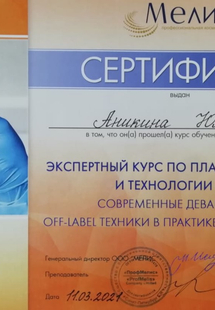 Мели
СЕРТИФИ
выдан
Аникина
в том, что он(а) прошел(а) курс обучен
ЭКСПЕРТНЫЙ КУРС ПО ПЛА
И ТЕХНОЛОГИИ
СОВРЕМЕННЫЕ ДЕВА
OFF-LABEL ТЕХНИКИ В ПРАКТИКЕ
Генеральный директор ООО
Преподаватель
Дата 11.03.2021